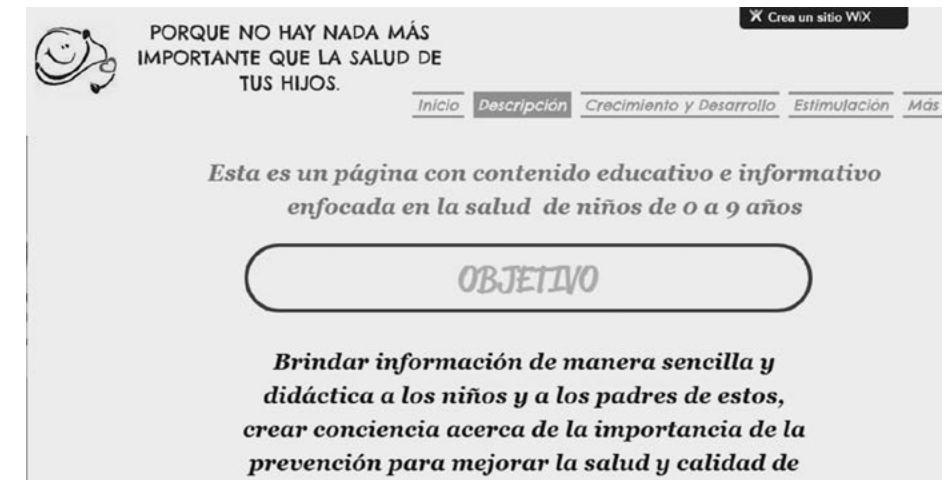 Crea un sitio WiX
PORQUE NO HAY NADA MÁS
IMPORTANTE QUE LA SALUD DE
TUS HIJOS.
Inicio Descripción Crecimiento y Desarrollo Estimulación Más
Esta es un página con contenido educativo e informativo
enfocada en la salud de niños de 0 a 9 años
OBJETIVO
Brindar información de manera sencilla y
didáctica a los niños y a los padres de estos,
crear conciencia acerca de la importancia de la
prevención para mejorar la salud y calidad de